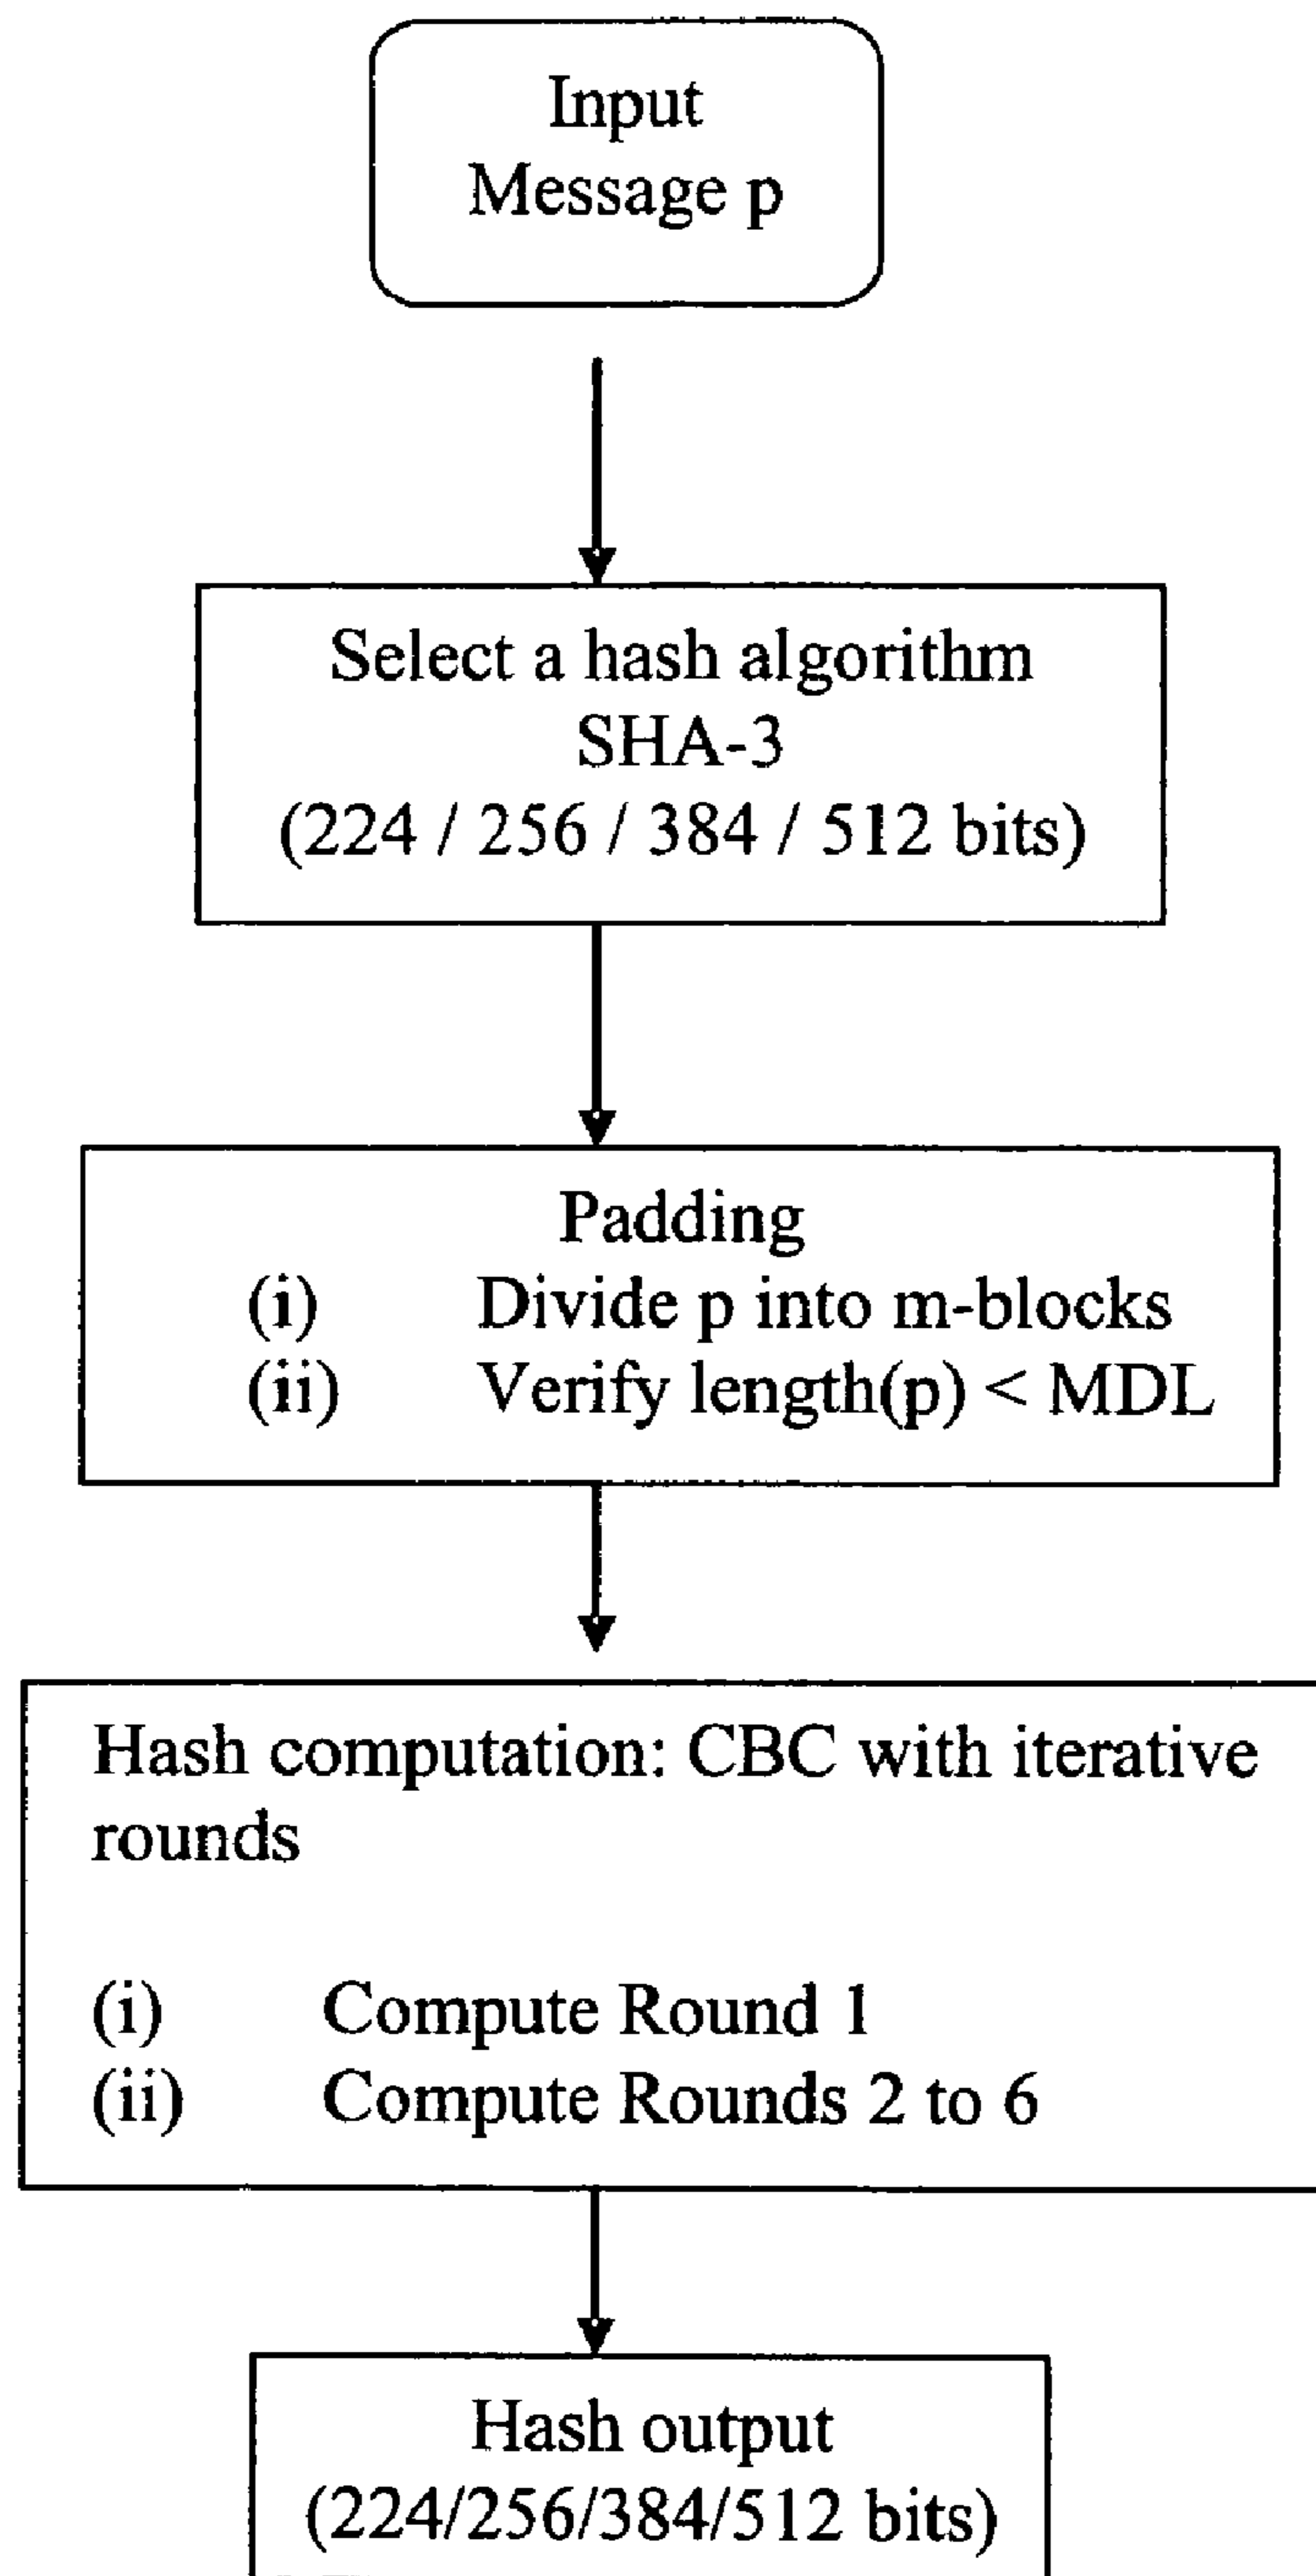 Input
Message p
Select a hash algorithm
SHA-3
(224 / 256 / 384 / 512 bits)
Padding
(i) Divide p into m-blocks
(ii) Verify length(p) < MDL
Hash computation: CBC with iterative
rounds
(i) Compute Round 1
(ii) Compute Rounds 2 to 6
Hash output
(224/256/384/512 bits)